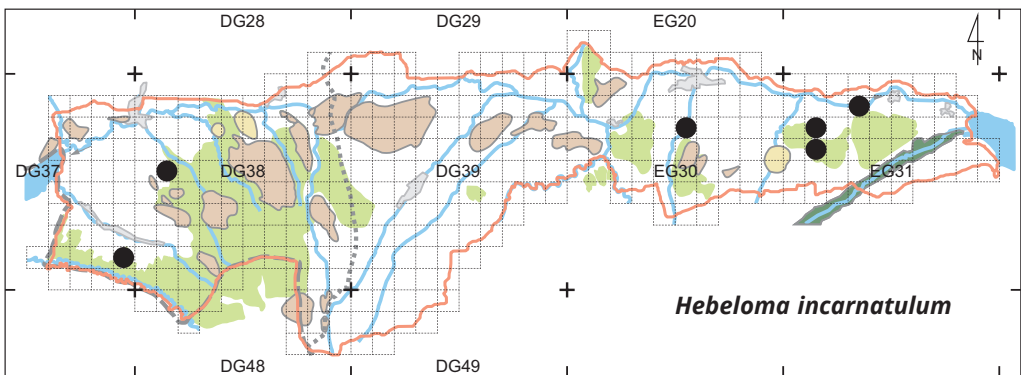 DG28 DG29 EG20
N
DG37 DG38 DG39 EG30 EG31
Hebeloma incarnatulum
DG48 DG49